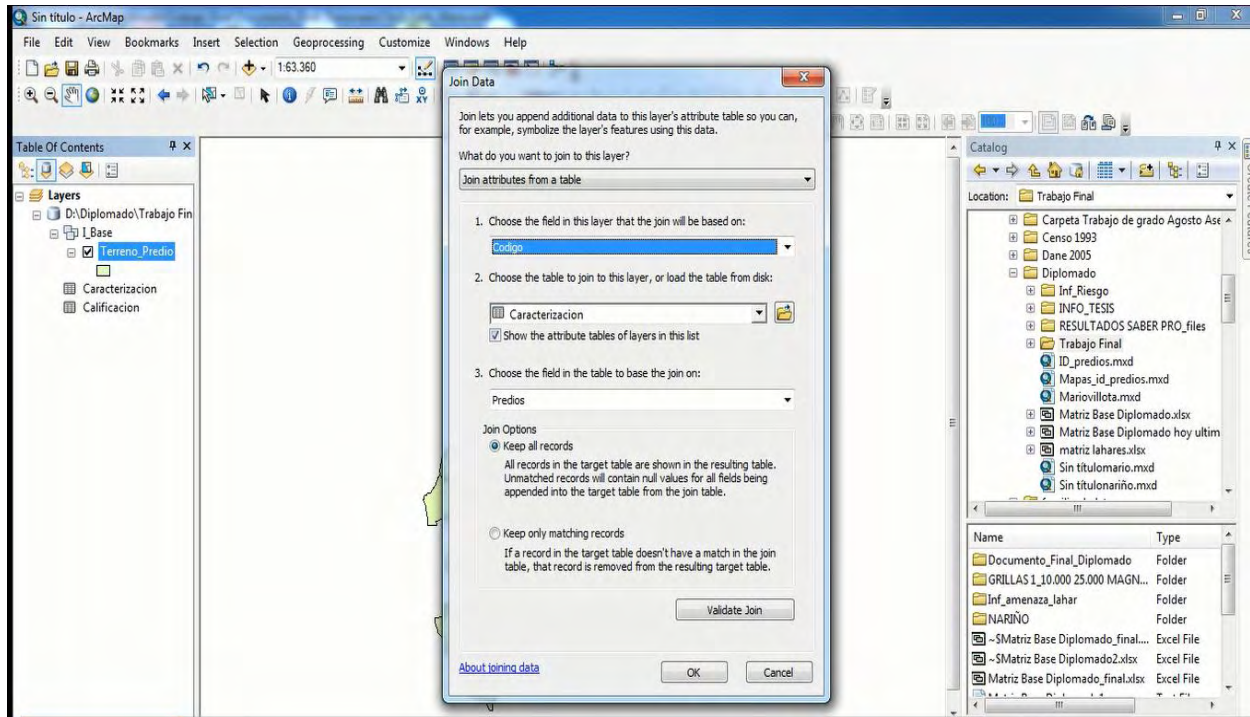 Sin título - ArcMap
File Edit View Bookmarks Insert Selection Geoprocessing Customize Windows Help
1:63.360
Table Of Contents
Layers
D:\Diplomado\Trabajo Fin
I_Base
Terreno_Predio
Caracterizacion
Calificacion
Join Data
Join lets you append additional data to this layer's attribute table so you can,
for example, symbolize the layer's features using this data.
What do you want to join to this layer?
Join attributes from a table
1. Choose the field in this layer that the join will be based on:
Codigo
2. Choose the table to join to this layer, or load the table from disk:
Caracterizacion
Show the attribute tables of layers in this list
3. Choose the field in the table to base the join on:
Predios
Join Options
Keep all records
All records in the target table are shown in the resulting table.
Unmatched records will contain null values for all fields being
appended into the target table from the join table.
Keep only matching records
If a record in the target table doesn't have a match in the join
table, that record is removed from the resulting target table.
Validate Join
About joining data
OK Cancel
Catalog
Location: Trabajo Final
Carpeta Trabajo de grado Agosto Ase
Censo 1993
Dane 2005
Diplomado
Inf_Riesgo
INFO_TESIS
RESULTADOS SABER PRO_files
Trabajo Final
ID_predios.mxd
Mapas_id_predios.mxd
Mariovillota.mxd
Matriz Base Diplomado.xlsx
Matriz Base Diplomado hoy ultim
matriz lahares.xlsx
Sin títulomario.mxd
Sin títulonariño.mxd
Name Type
Documento_Final_Diplomado Folder
GRILLAS 1_10.000 25.000 MAGN... Folder
Inf_amenaza_lahar Folder
NARIÑO Folder
~$Matriz Base Diplomado_final.... Excel File
~$Matriz Base Diplomado2.xlsx Excel File
Matriz Base Diplomado_final.xlsx Excel File